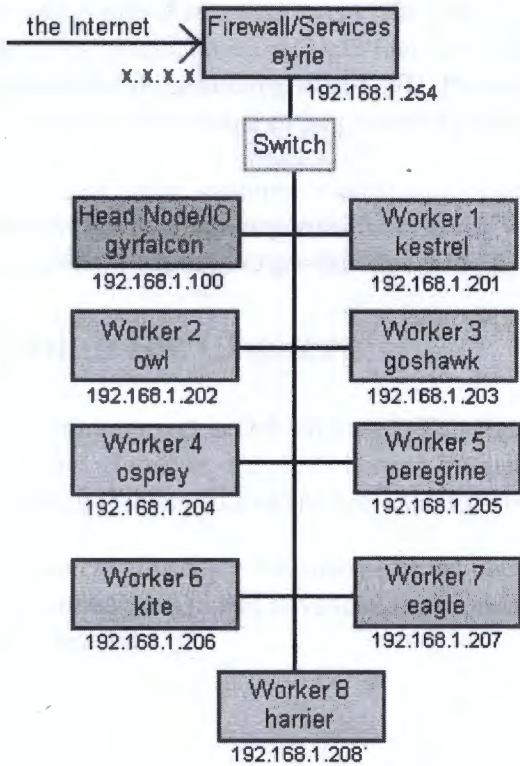 the Internet
Firewall/Services
eyrie
x.x.x.x
192.168.1.254
Switch
Head Node/IO
gyrfalcon
192.168.1.100
Worker 1
kestrel
192.168.1.201
Worker 2
owl
192.168.1.202
Worker 3
goshawk
192.168.1.203
Worker 4
osprey
192.168.1.204
Worker 5
peregrine
192.168.1.205
Worker 6
kite
192.168.1.206
Worker 7
eagle
192.168.1.207
Worker 8
harrier
192.168.1.208